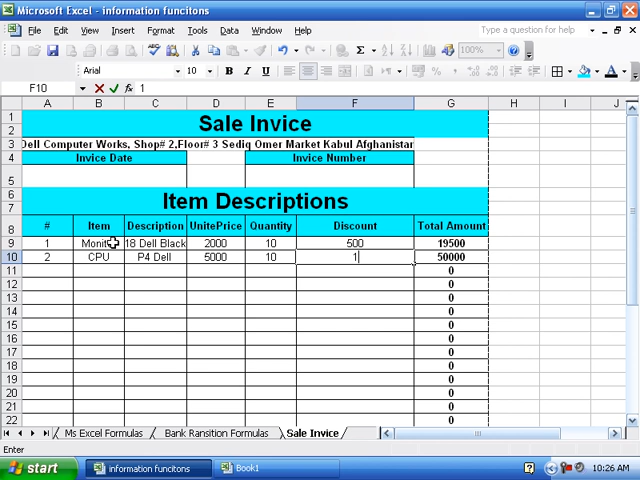 Microsoft Excel - information funcitons
File Edit View Insert Format Tools Data Window Help
Type a question for help
100%
Arial 10 B I U
F10 fx 1
A B C D E F G H I J
1 Sale Invice
2
3 Dell Computer Works, Shop# 2,Floor# 3 Sediq Omer Market Kabul Afghanistan
4 Invice Date Invice Number
5
6 Item Descriptions
7
8 # Item Description UnitePrice Quantity Discount Total Amount
9 1 Monit 18 Dell Black 2000 10 500 19500
10 2 CPU P4 Dell 5000 10 1 50000
11 0
12 0
13 0
14 0
15 0
16 0
17 0
18 0
19 0
20 0
21 0
22 0
Ms Excel Formulas Bank Ransition Formulas Sale Invice
Enter
start information funcitons Book1 10:26 AM